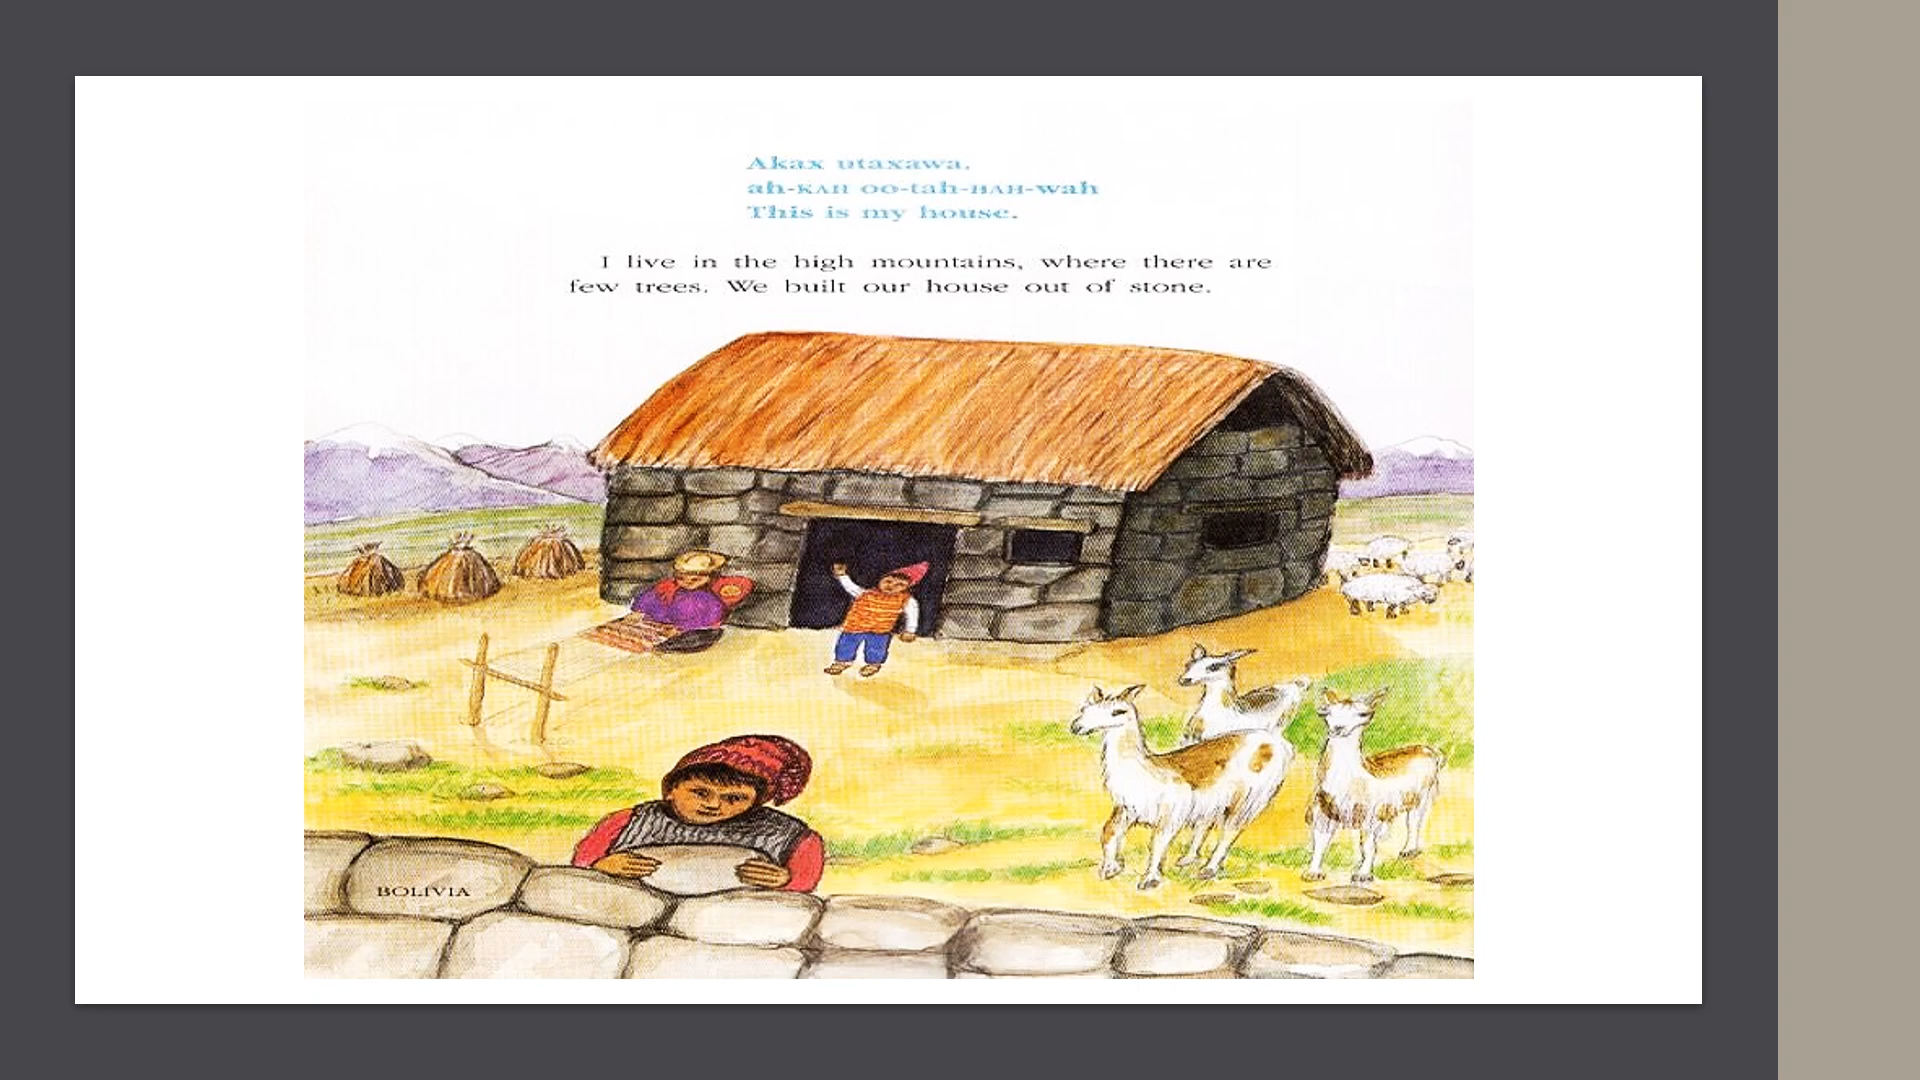 Akax utaxawa.
ah-KAH oo-tah-HAH-wah
This is my house.
I live in the high mountains, where there are
few trees. We built our house out of stone.
BOLIVIA